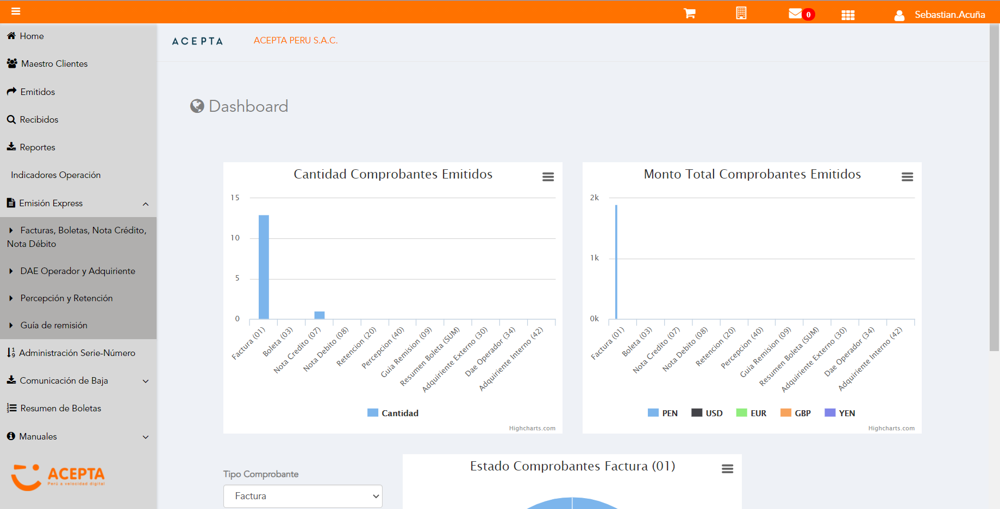 0
Sebastian.Acuña
Home
Maestro Clientes
Emitidos
Recibidos
Reportes
Indicadores Operación
Emisión Express
Facturas, Boletas, Nota Crédito,
Nota Débito
DAE Operador y Adquiriente
Percepción y Retención
Guía de remisión
Administración Serie-Número
Comunicación de Baja
Resumen de Boletas
Manuales
ACEPTA
Perú a velocidad digital
ACEPTA
ACEPTA PERU S.A.C.
Dashboard
Cantidad Comprobantes Emitidos
15
10
5
0
Factura (01)
Boleta (03)
Nota Credito (07)
Nota Debito (08)
Retencion (20)
Percepcion (40)
Guia Remision (09)
Resumen Boleta (SUM)
Adquiriente Externo (30)
Dae Operador (34)
Adquiriente Interno (42)
Cantidad
Highcharts.com
Monto Total Comprobantes Emitidos
2k
1k
0k
Factura (01)
Boleta (03)
Nota Credito (07)
Nota Debito (08)
Retencion (20)
Percepcion (40)
Guia Remision (09)
Resumen Boleta (SUM)
Adquiriente Externo (30)
Dae Operador (34)
Adquiriente Interno (42)
PEN USD EUR GBP YEN
Highcharts.com
Tipo Comprobante
Factura
Estado Comprobantes Factura (01)